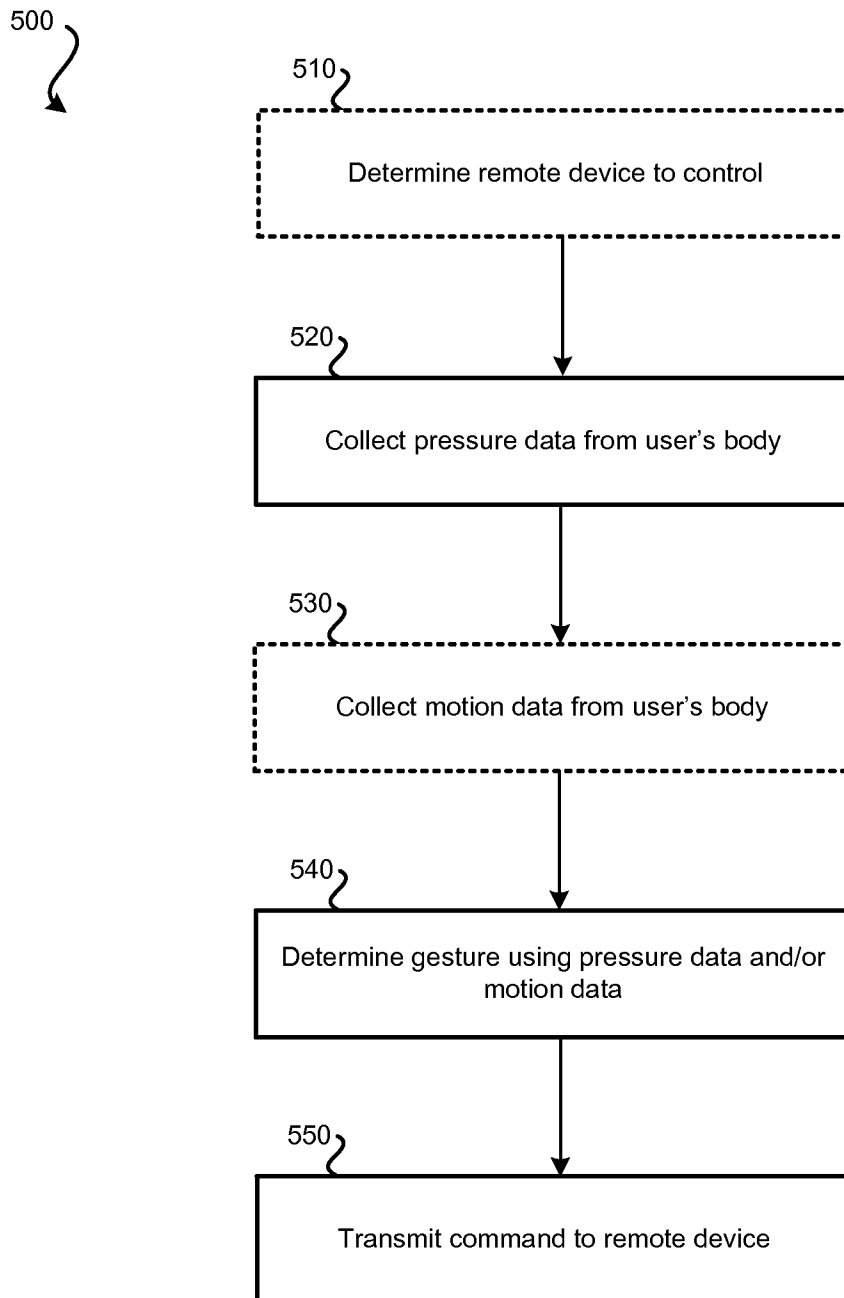 500
510
Determine remote device to control
520
Collect pressure data from user’s body
530
Collect motion data from user’s body
540
Determine gesture using pressure data and/or
motion data
550
Transmit command to remote device